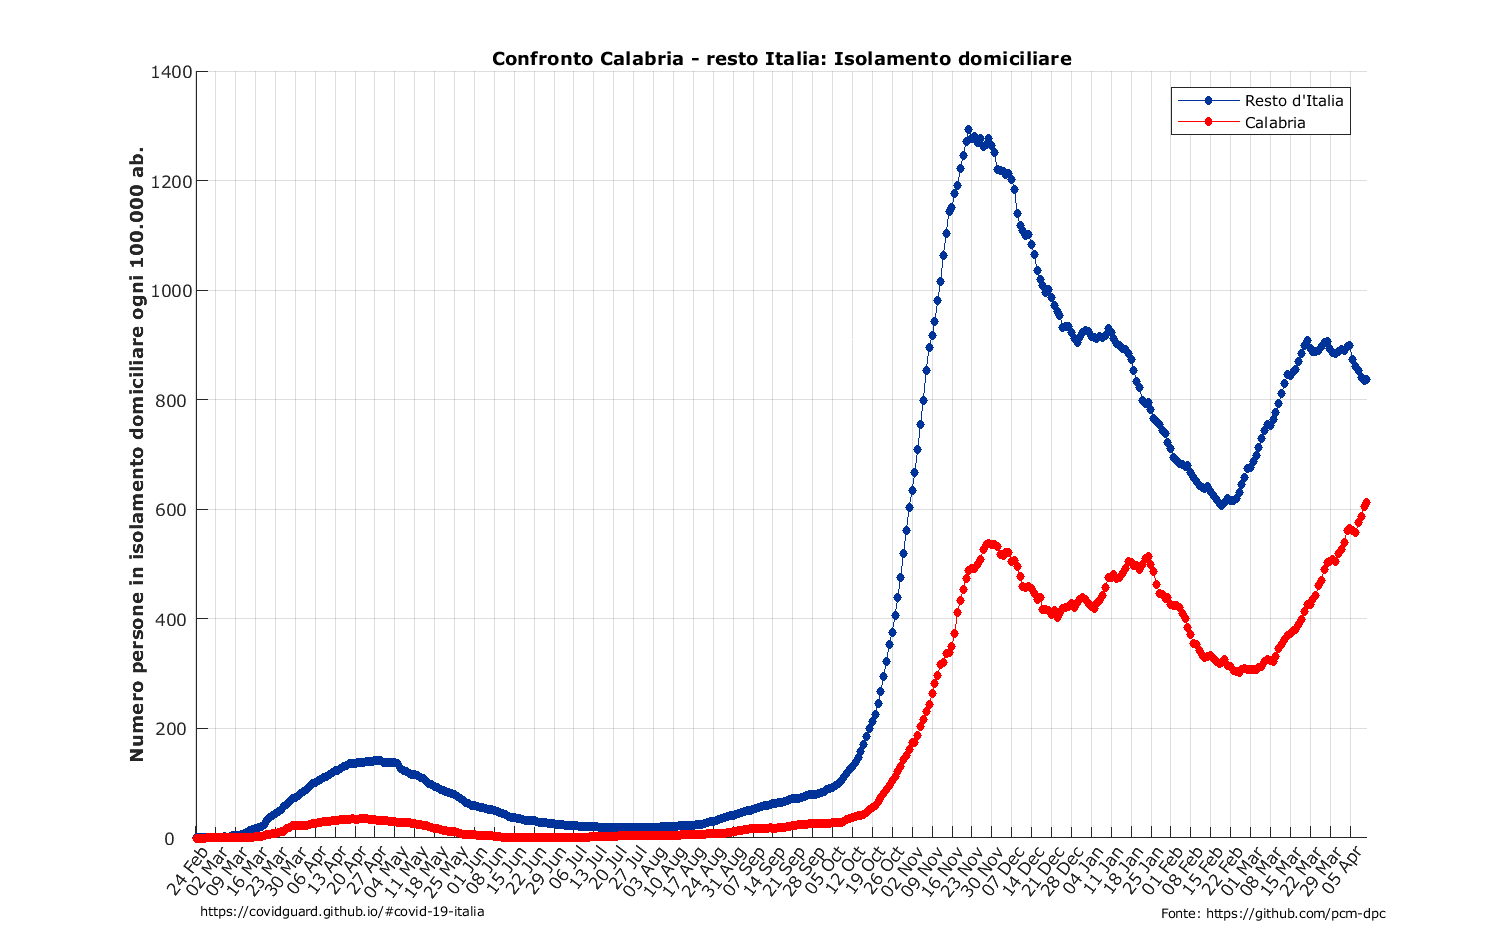 Confronto Calabria - resto Italia: Isolamento domiciliare
Numero persone in isolamento domiciliare ogni 100.000 ab.
1400
1200
1000
800
600
400
200
0
Resto d'Italia
Calabria
24 Feb
02 Mar
09 Mar
16 Mar
23 Mar
30 Mar
06 Apr
13 Apr
20 Apr
27 Apr
04 May
11 May
18 May
25 May
01 Jun
08 Jun
15 Jun
22 Jun
29 Jun
06 Jul
13 Jul
20 Jul
27 Jul
03 Aug
10 Aug
17 Aug
24 Aug
31 Aug
07 Sep
14 Sep
21 Sep
28 Sep
05 Oct
12 Oct
19 Oct
26 Oct
02 Nov
09 Nov
16 Nov
23 Nov
30 Nov
07 Dec
14 Dec
21 Dec
28 Dec
04 Jan
11 Jan
18 Jan
25 Jan
01 Feb
08 Feb
15 Feb
22 Feb
01 Mar
08 Mar
15 Mar
22 Mar
29 Mar
05 Apr
https://covidguard.github.io/#covid-19-italia
Fonte: https://github.com/pcm-dpc